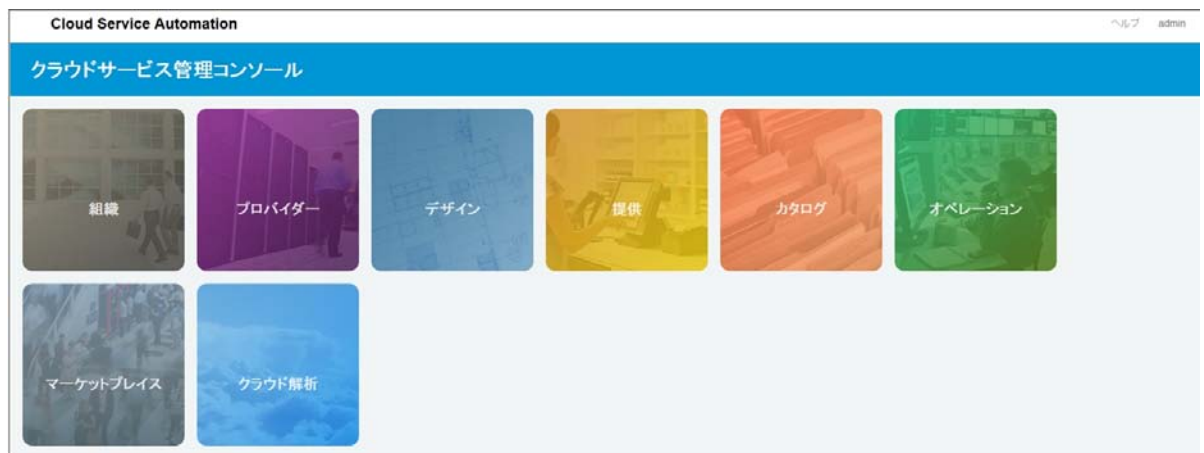 Cloud Service Automation
ヘルプ admin
クラウドサービス管理コンソール
組織
プロバイダー
デザイン
提供
カタログ
オペレーション
マーケットプレイス
クラウド解析